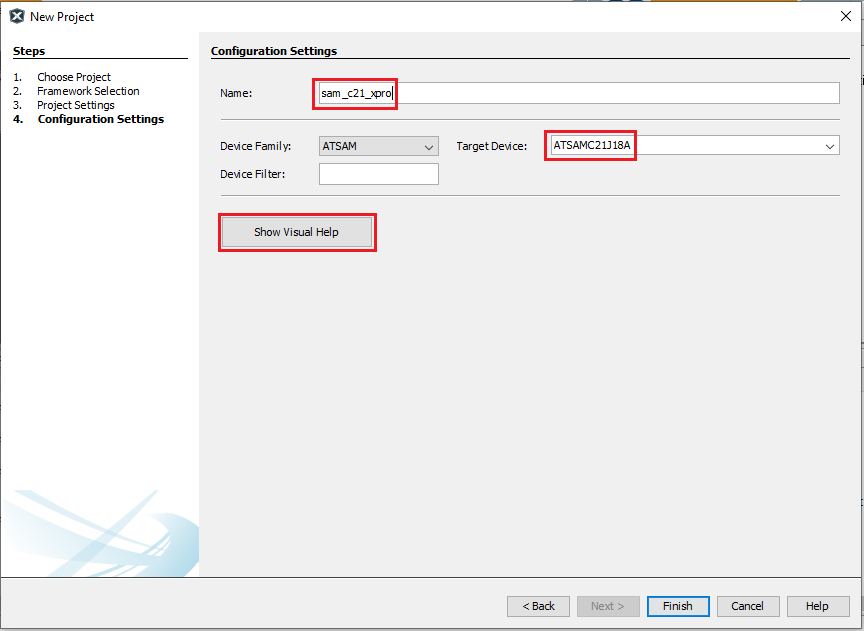 New Project
Steps
1. Choose Project
2. Framework Selection
3. Project Settings
4. Configuration Settings
Configuration Settings
Name: sam_c21_xpro
Device Family: ATSAM Target Device: ATSAMC21J18A
Device Filter:
Show Visual Help
< Back Next > Finish Cancel Help